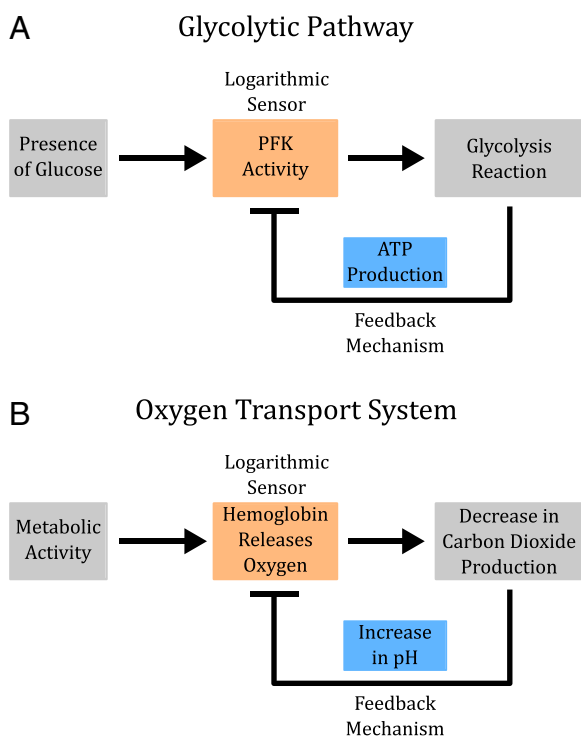 A
Glycolytic Pathway
Logarithmic
Sensor
Presence
of Glucose
PFK
Activity
Glycolysis
Reaction
ATP
Production
Feedback
Mechanism
B
Oxygen Transport System
Logarithmic
Sensor
Metabolic
Activity
Hemoglobin
Releases
Oxygen
Decrease in
Carbon Dioxide
Production
Increase
in pH
Feedback
Mechanism